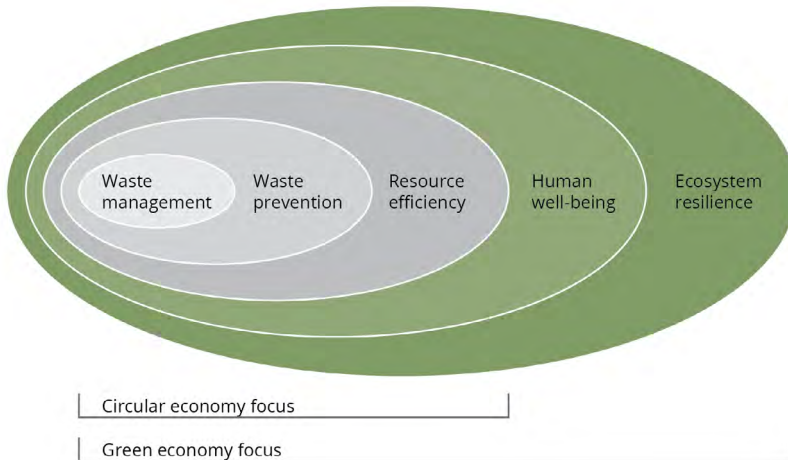 Waste
management
Waste
prevention
Resource
efficiency
Human
well-being
Ecosystem
resilience
Circular economy focus
Green economy focus